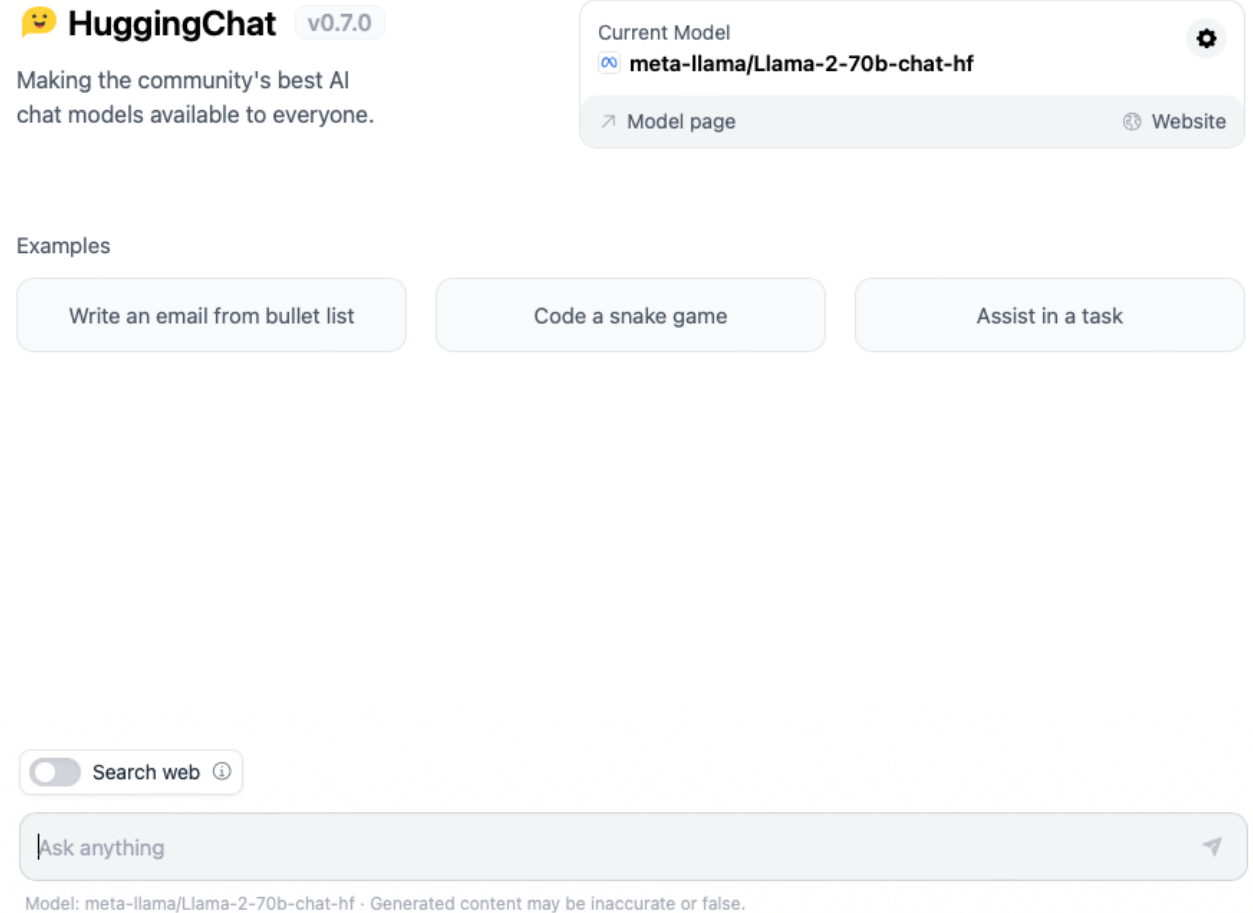 HuggingChat v0.7.0
Making the community's best AI
chat models available to everyone.
Current Model
meta-llama/Llama-2-70b-chat-hf
Model page
Website
Examples
Write an email from bullet list
Code a snake game
Assist in a task
Search web
Ask anything
Model: meta-llama/Llama-2-70b-chat-hf · Generated content may be inaccurate or false.